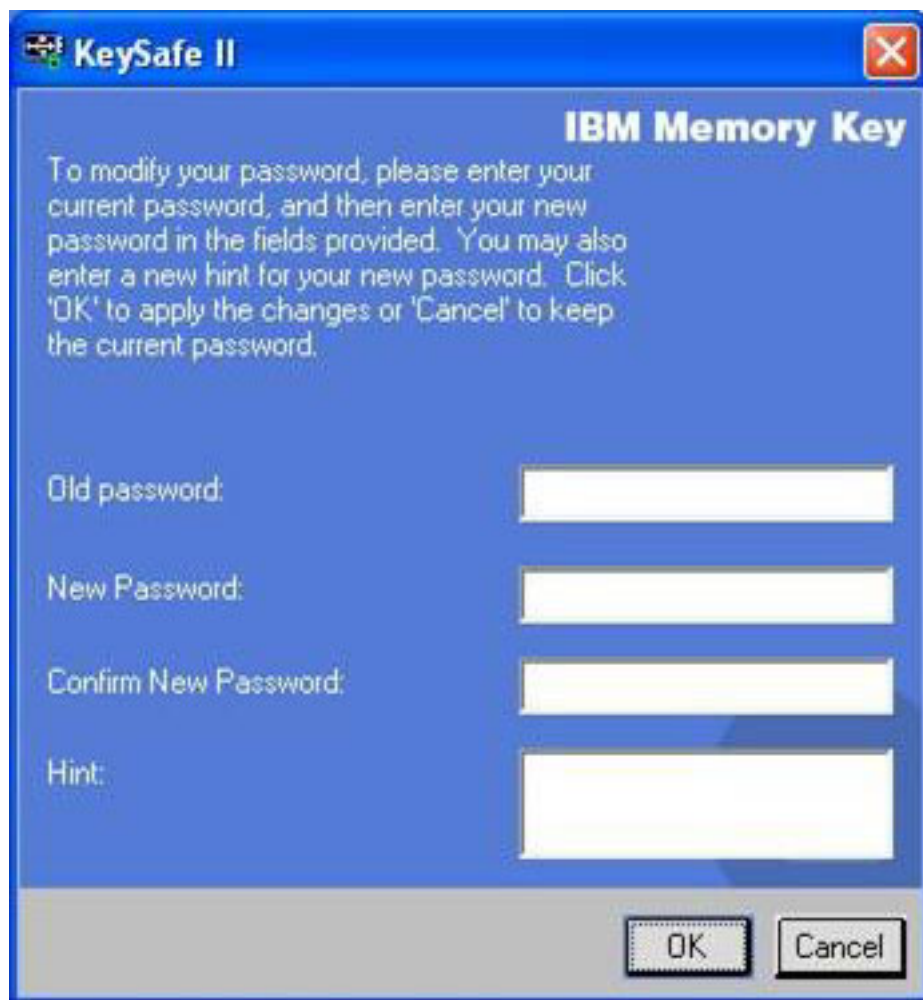 KeySafe II
IBM Memory Key
To modify your password, please enter your
current password, and then enter your new
password in the fields provided.  You may also
enter a new hint for your new password.  Click
'OK' to apply the changes or 'Cancel' to keep
the current password.
Old password:
New Password:
Confirm New Password:
Hint:
OK
Cancel